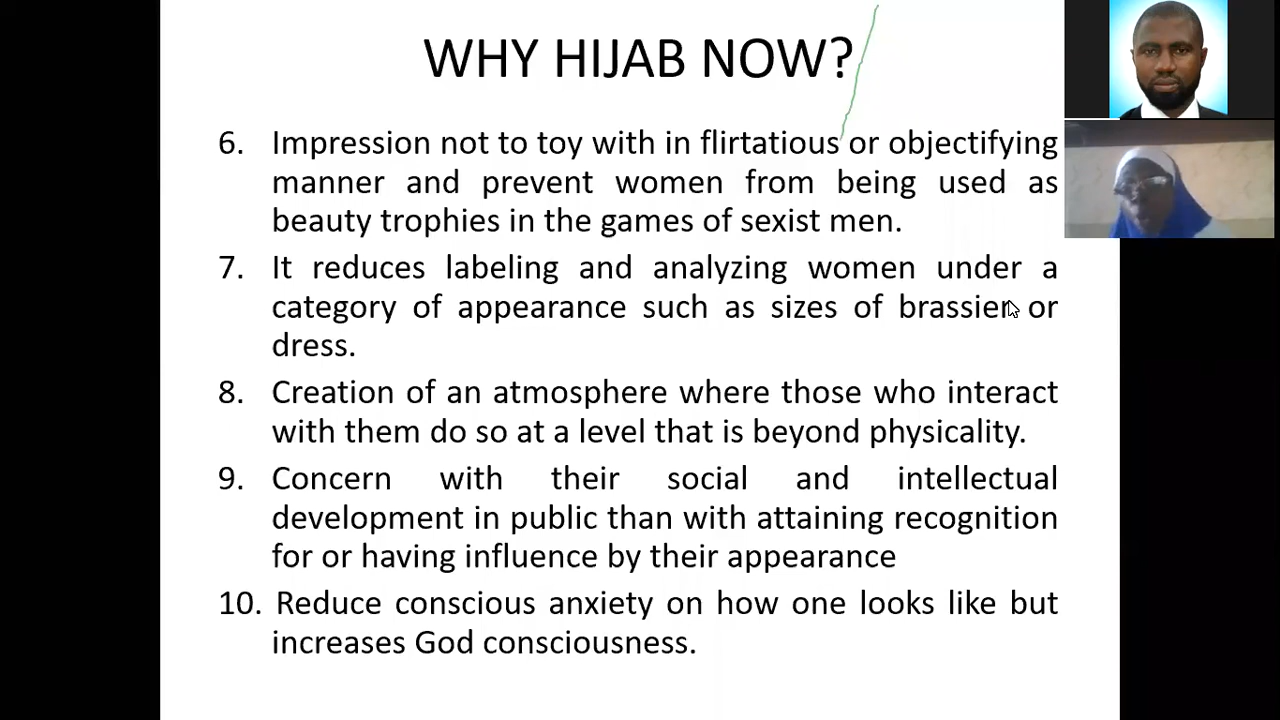 WHY HIJAB NOW?
6. Impression not to toy with in flirtatious or objectifying
manner and prevent women from being used as
beauty trophies in the games of sexist men.
7. It reduces labeling and analyzing women under a
category of appearance such as sizes of brassier or
dress.
8. Creation of an atmosphere where those who interact
with them do so at a level that is beyond physicality.
9. Concern with their social and intellectual
development in public than with attaining recognition
for or having influence by their appearance
10. Reduce conscious anxiety on how one looks like but
increases God consciousness.